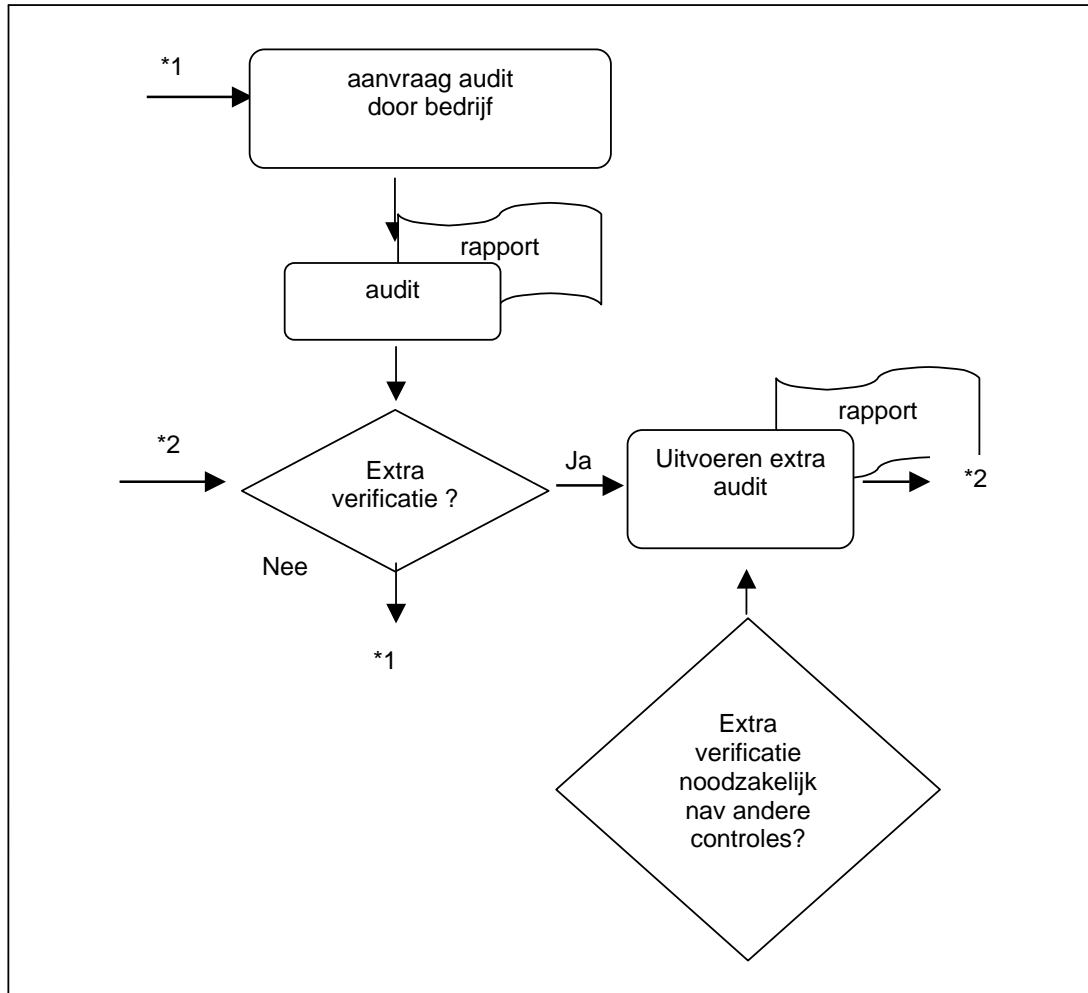 *1
aanvraag audit
door bedrijf
rapport
audit
rapport
*2
Extra
verificatie ?
Ja
Uitvoeren extra
audit
*2
Nee
*1
Extra
verificatie
noodzakelijk
nav andere
controles?